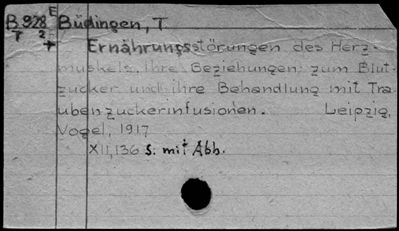 B 928 E Büdingen, T
T 2
Ernährungsstörungen des Herz-
muskels, ihre Beziehungen zum Blut-
zucker und ihre Behandlung mit Tra-
ubenzuckerinfusionen. Leipzig,
Vogel, 1917
XII, 136 S. mit Abb.